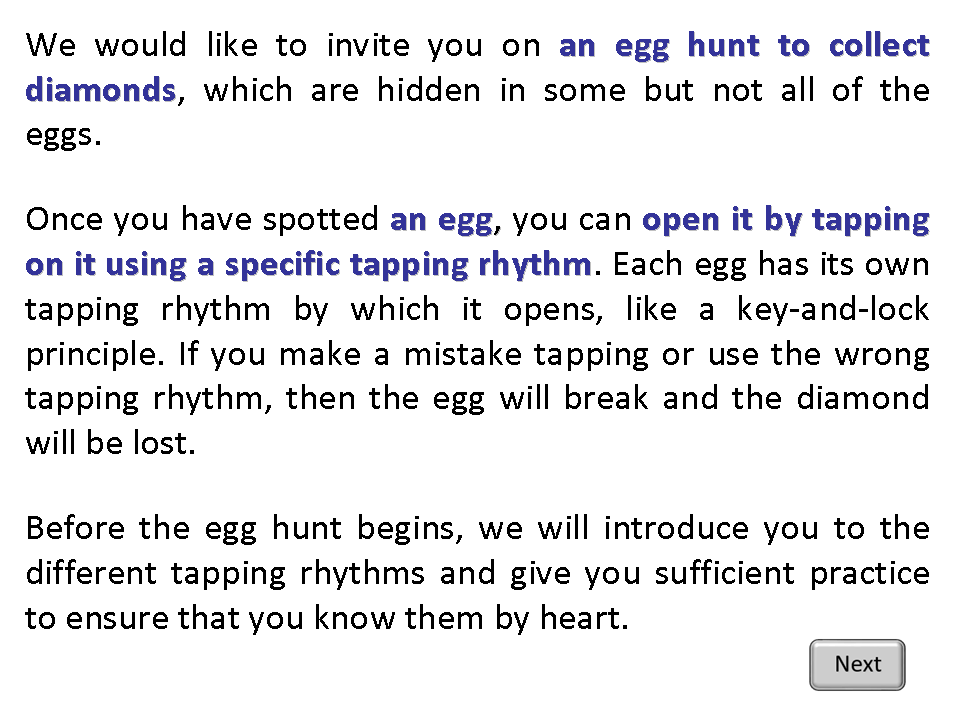 We would like to invite you on an egg hunt to collect
diamonds, which are hidden in some but not all of the
eggs.
Once you have spotted an egg, you can open it by tapping
on it using a specific tapping rhythm. Each egg has its own
tapping rhythm by which it opens, like a key-and-lock
principle. If you make a mistake tapping or use the wrong
tapping rhythm, then the egg will break and the diamond
will be lost.
Before the egg hunt begins, we will introduce you to the
different tapping rhythms and give you sufficient practice
to ensure that you know them by heart.
Next